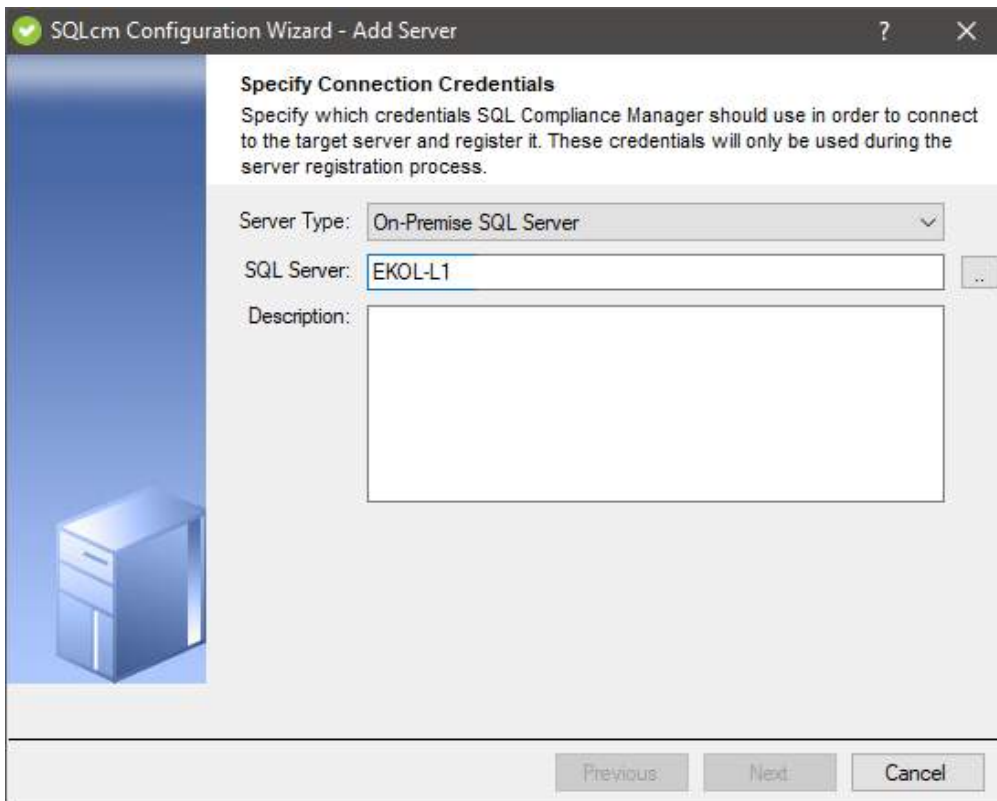 SQLcm Configuration Wizard - Add Server
?
Specify Connection Credentials
Specify which credentials SQL Compliance Manager should use in order to connect
to the target server and register it. These credentials will only be used during the
server registration process.
Server Type: On-Premise SQL Server
SQL Server: EKOL-L1
..
Description:
Previous Next Cancel